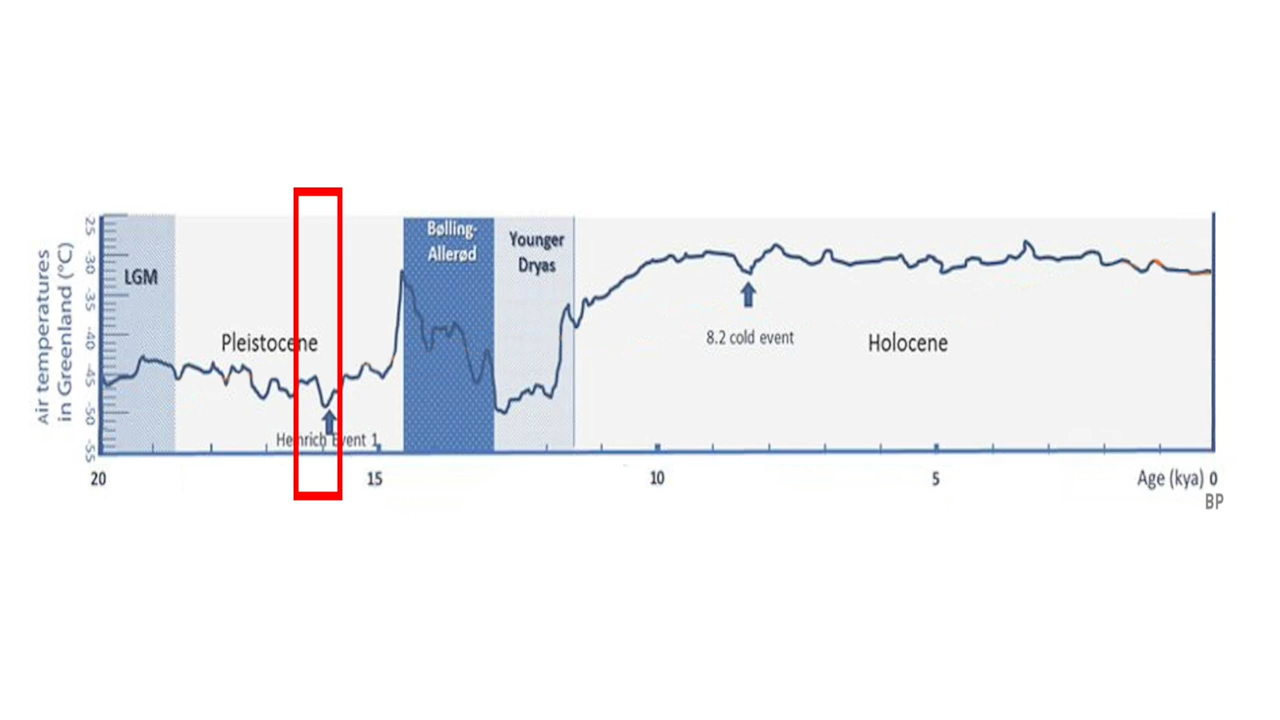 Air temperatures
in Greenland (°C)
25
-30
-35
-40
-45
-50
-55
LGM
Pleistocene
Heinrich Event 1
Bølling-
Allerød
Younger
Dryas
8.2 cold event
Holocene
20
15
10
5
Age (kya) 0
BP